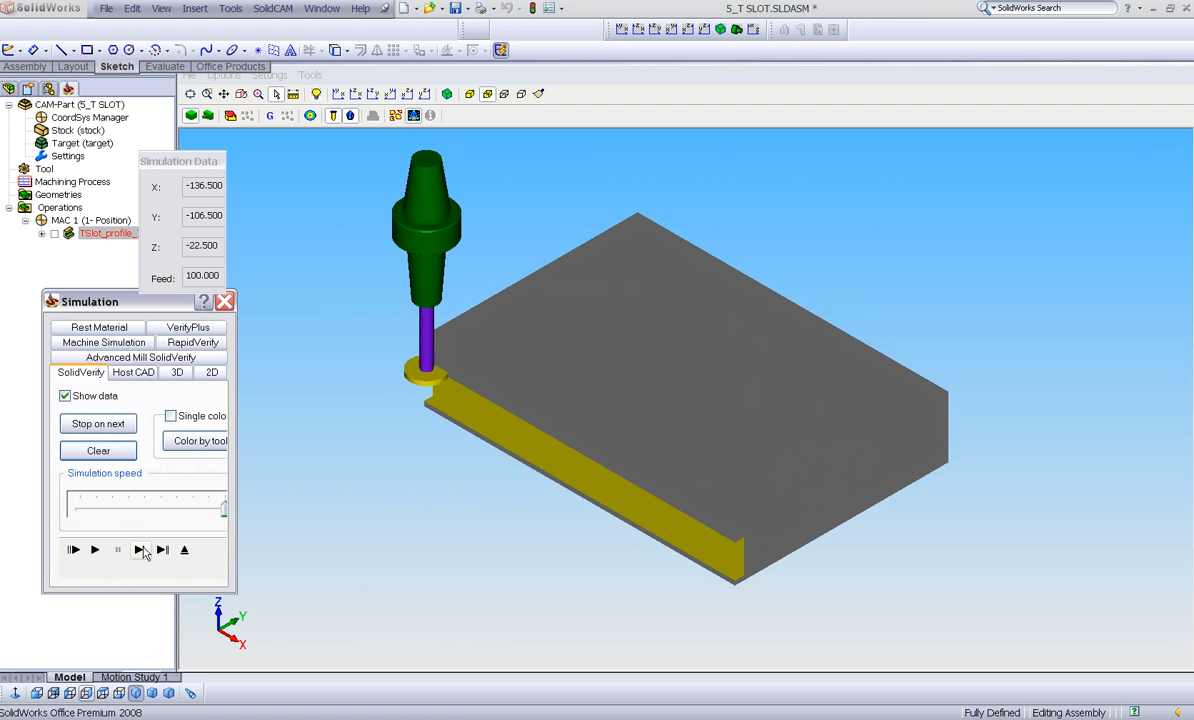 SolidWorks File Edit View Insert Tools SolidCAM Window Help 5_T SLOT.SLDASM * SolidWorks Search
Assembly Layout Sketch Evaluate Office Products
File Options Settings Tools
CAM-Part (5_T SLOT)
CoordSys Manager
Stock (stock)
Target (target)
Settings
Tool
Machining Process
Geometries
Operations
MAC 1 (1- Position)
TSlot_profile_
Simulation Data
X: -136.500
Y: -106.500
Z: -22.500
Feed: 100.000
Simulation
Rest Material VerifyPlus
Machine Simulation RapidVerify
Advanced Mill SolidVerify
SolidVerify Host CAD 3D 2D
Show data
Stop on next
Single colo
Color by tool
Clear
Simulation speed
Z
Y
X
Model Motion Study 1
SolidWorks Office Premium 2008 Fully Defined Editing Assembly